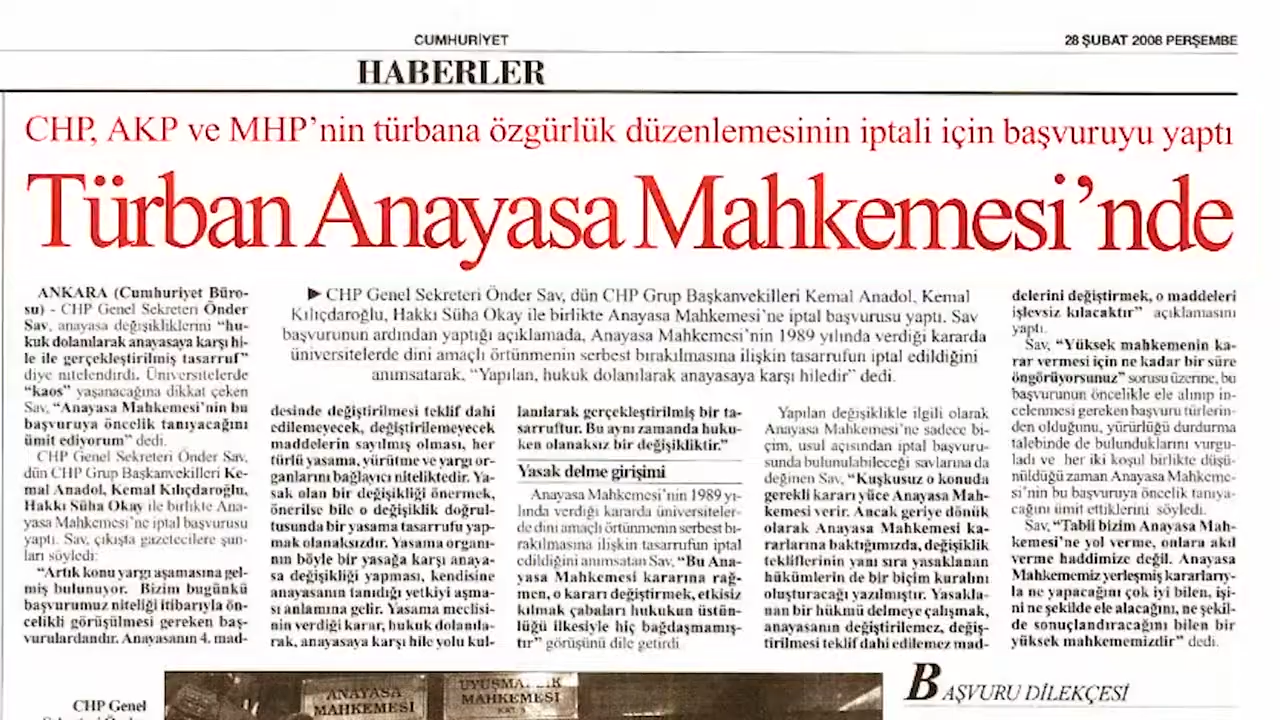 CUMHURİYET
28 ŞUBAT 2008 PERŞEMBE
HABERLER
CHP, AKP ve MHP'nin türbana özgürlük düzenlemesinin iptali için başvuruyu yaptı
Türban Anayasa Mahkemesi'nde
ANKARA (Cumhuriyet Büro-
su) - CHP Genel Sekreteri Önder
Sav, anayasa değişikliklerini "hu-
kuk dolanılarak anayasaya karşı hi-
le ile gerçekleştirilmiş tasarruf"
diye nitelendirdi. Üniversitelerde
"kaos" yaşanacağına dikkat çeken
Sav, "Anayasa Mahkemesi'nin bu
başvuruya öncelik tanıyacağını
ümit ediyorum" dedi.
CHP Genel Sekreteri Önder Sav,
dün CHP Grup Başkanvekilleri Ke-
mal Anadol, Kemal Kılıçdaroğlu,
Hakkı Süha Okay ile birlikte Ana-
yasa Mahkemesi'ne iptal başvurusu
yaptı. Sav, çıkışta gazetecilere şun-
ları söyledi:
"Artık konu yargı aşamasına gel-
miş bulunuyor. Bizim bugünkü
başvurumuz niteliği itibarıyla ön-
celikli görüşülmesi gereken baş-
vurulardandır. Anayasanın 4. mad-
▶ CHP Genel Sekreteri Önder Sav, dün CHP Grup Başkanvekilleri Kemal Anadol, Kemal
Kılıçdaroğlu, Hakkı Süha Okay ile birlikte Anayasa Mahkemesi'ne iptal başvurusu yaptı. Sav
başvurunun ardından yaptığı açıklamada, Anayasa Mahkemesi'nin 1989 yılında verdiği kararda
üniversitelerde dini amaçlı örtünmenin serbest bırakılmasına ilişkin tasarrufun iptal edildiğini
anımsatarak, "Yapılan, hukuk dolanılarak anayasaya karşı hiledir" dedi.
desinde değiştirilmesi teklif dahi
edilemeyecek, değiştirilemeyecek
maddelerin sayılmış olması, her
türlü yasama, yürütme ve yargı or-
ganlarını bağlayıcı niteliktedir. Ya-
sak olan bir değişikliği önermek,
önerilse bile o değişiklik doğrul-
tusunda bir yasama tasarrufu yap-
mak olanaksızdır. Yasama organı-
nın böyle bir yasağa karşı anaya-
sa değişikliği yapması, kendisine
anayasanın tanıdığı yetkiyi aşma-
sı anlamına gelir. Yasama meclisi-
nin verdiği karar, hukuk dolanıla-
rak, anayasaya karşı hile yolu kul-
lanılarak gerçekleştirilmiş bir ta-
sarruftur. Bu aynı zamanda huku-
ken olanaksız bir değişikliktir."
Yasak delme girişimi
Anayasa Mahkemesi'nin 1989 yı-
lında verdiği kararda üniversiteler-
de dini amaçlı örtünmenin serbest bı-
rakılmasına ilişkin tasarrufun iptal
edildiğini anımsatan Sav, "Bu Ana-
yasa Mahkemesi kararına rağ-
men, o kararı değiştirmek, etkisiz
kılmak çabaları hukukun üstün-
lüğü ilkesiyle hiç bağdaşmamış-
tır" görüşünü dile getirdi.
Yapılan değişiklikle ilgili olarak
Anayasa Mahkemesi'ne sadece bi-
çim, usul açısından iptal başvuru-
sunda bulunulabileceği savlarına da
değinen Sav, "Kuşkusuz o konuda
gerekli kararı yüce Anayasa Mah-
kemesi verir. Ancak geriye dönük
olarak Anayasa Mahkemesi ka-
rarlarına baktığımızda, değişiklik
tekliflerinin yanı sıra yasaklanan
hükümlerin de bir biçim kuralını
oluşturacağı yazılmıştır. Yasakla-
nan bir hükmü delmeye çalışmak,
anayasanın değiştirilemez, değiş-
tirilmesi teklif dahi edilemez mad-
delerini değiştirmek, o maddeleri
işlevsiz kılacaktır" açıklamasını
yaptı.
Sav, "Yüksek mahkemenin ka-
rar vermesi için ne kadar bir süre
öngörüyorsunuz" sorusu üzerine, bu
başvurunun öncelikle ele alınıp in-
celenmesi gereken başvuru türlerin-
den olduğunu, yürürlüğü durdurma
talebinde de bulunduklarını vurgu-
ladı ve her iki koşul birlikte düşü-
nüldüğü zaman Anayasa Mahkeme-
si'nin bu başvuruya öncelik tanıya-
cağını ümit ettiklerini söyledi.
Sav, "Tabii bizim Anayasa Mah-
kemesi'ne yol verme, onlara akıl
verme haddimize değil. Anayasa
Mahkememiz yerleşmiş kararlarıy-
la ne yapacağını çok iyi bilen, işi-
ni ne şekilde ele alacağını, ne şekil-
de sonuçlandıracağını bilen bir
yüksek mahkememizdir" dedi.
CHP Genel
ANAYASA
MAHKEMESİ
MAHKEMESİ
BAŞVURU DİLEKÇESİ